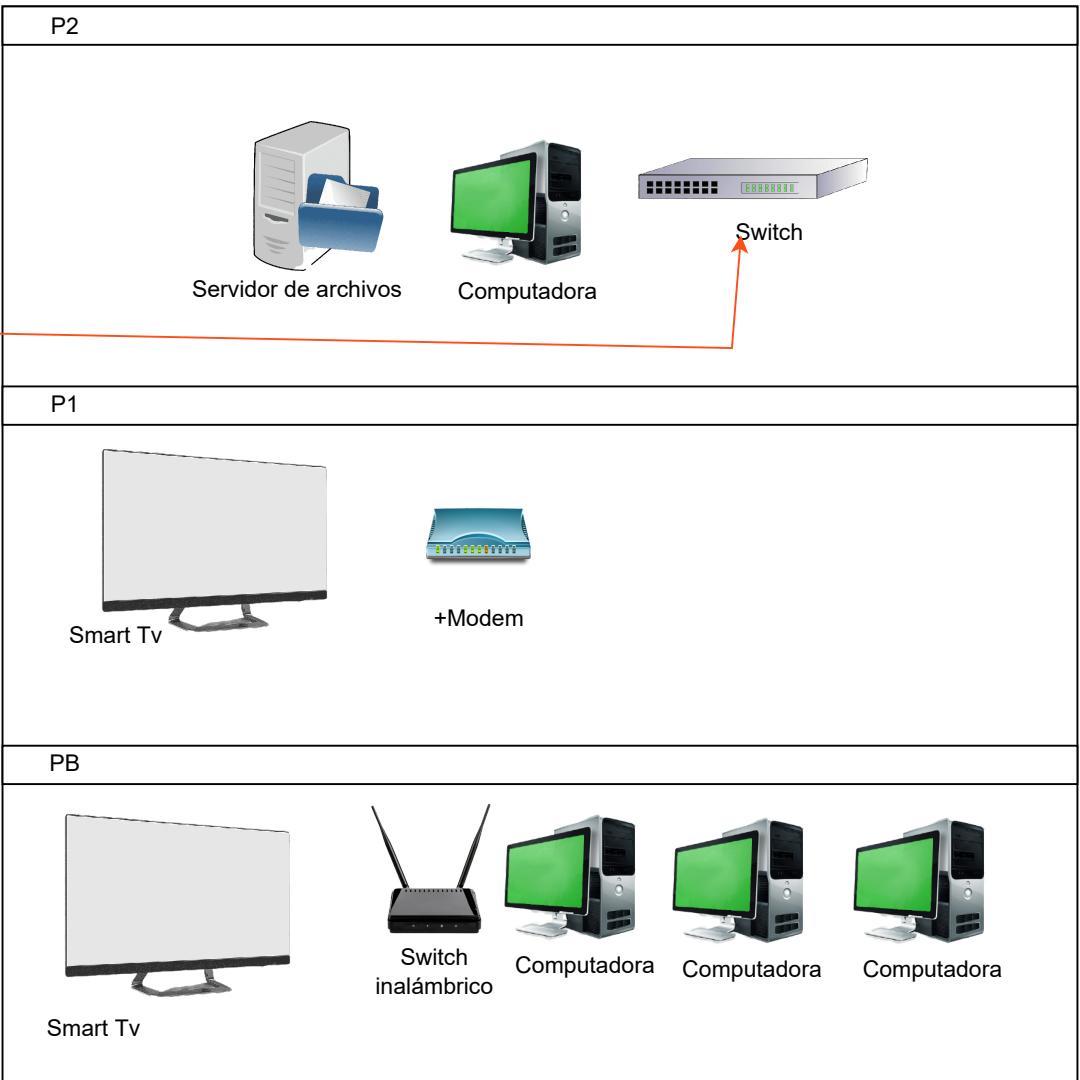 P2
Servidor de archivos
Computadora
Switch
P1
Smart Tv
+Modem
PB
Smart Tv
Switch
inalámbrico
Computadora
Computadora
Computadora